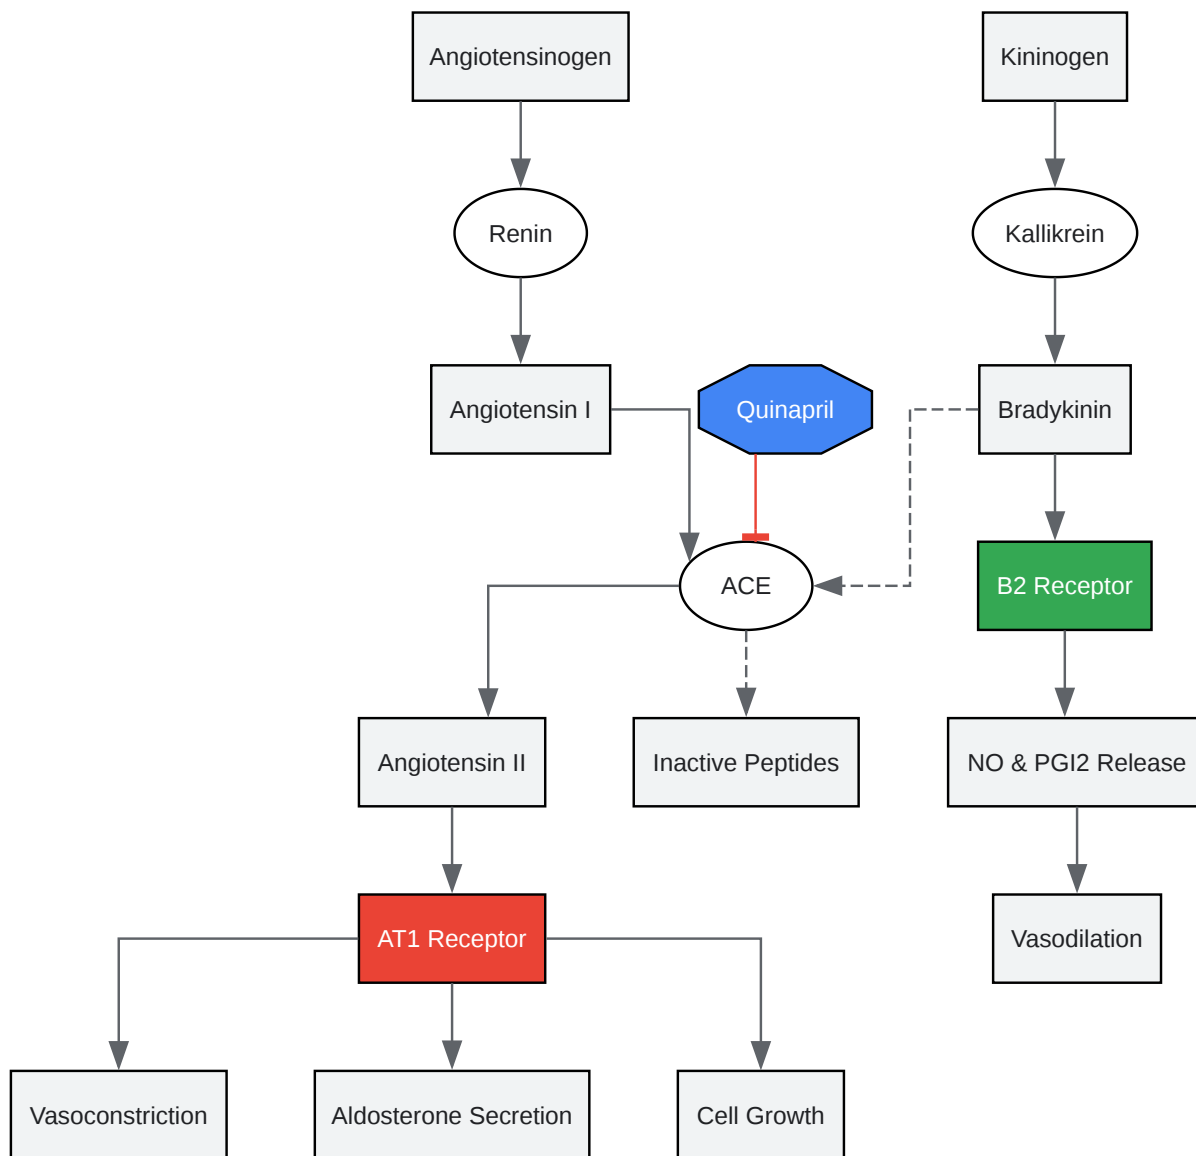 Angiotensinogen
Kininogen
Renin
Kallikrein
Angiotensin I
Quinapril
Bradykinin
ACE
B2 Receptor
Angiotensin II
Inactive Peptides
NO & PGI2 Release
AT1 Receptor
Vasodilation
Vasoconstriction
Aldosterone Secretion
Cell Growth